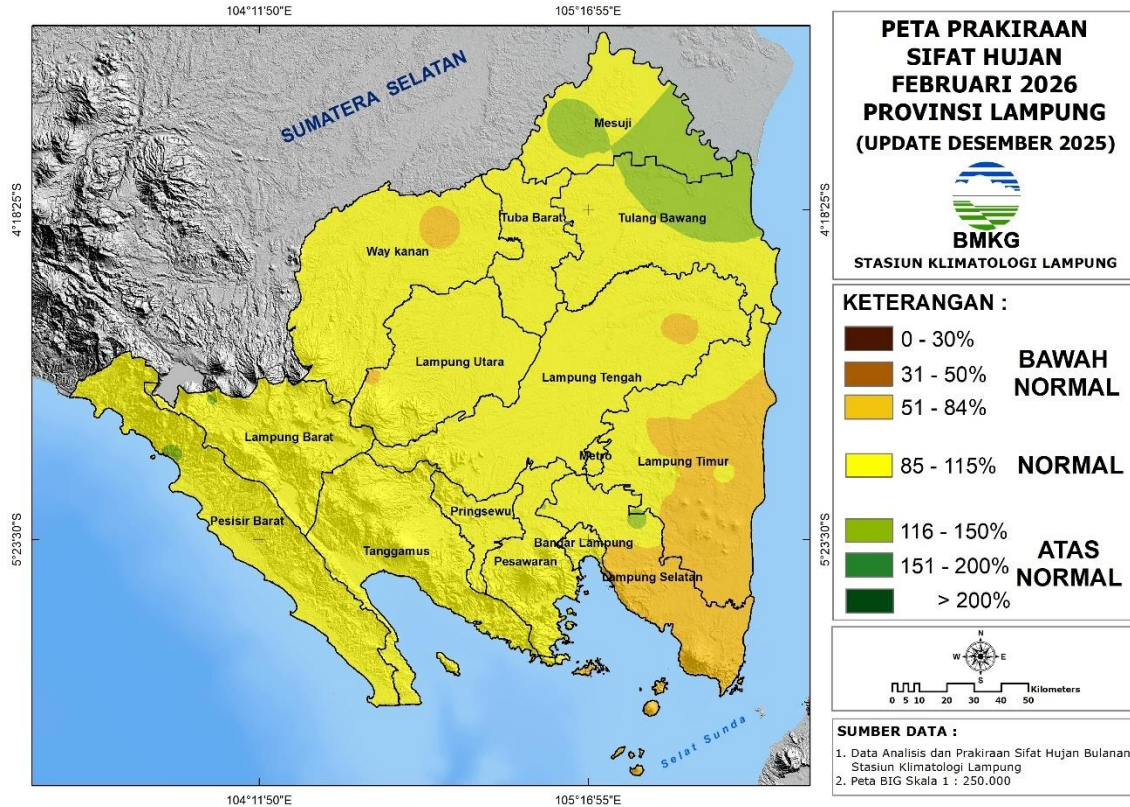 104°11'50"E
105°16'55"E
4°18'25"S
4°18'25"S
5°23'30"S
5°23'30"S
SUMATERA SELATAN
Mesuji
Tuba Barat
Tulang Bawang
Way kanan
Lampung Utara
Lampung Tengah
Lampung Barat
Metro
Lampung Timur
Pringsewu
Pesisir Barat
Bandar Lampung
Tanggamus
Pesawaran
Lampung Selatan
Selat Sunda
104°11'50"E
105°16'55"E
PETA PRAKIRAAN
SIFAT HUJAN
FEBRUARI 2026
PROVINSI LAMPUNG
(UPDATE DESEMBER 2025)
BMKG
STASIUN KLIMATOLOGI LAMPUNG
KETERANGAN :
0 - 30%
31 - 50%
51 - 84%
BAWAH
NORMAL
85 - 115%
NORMAL
116 - 150%
151 - 200%
> 200%
ATAS
NORMAL
N
W
E
S
Kilometers
0 5 10 20 30 40 50
SUMBER DATA :
1. Data Analisis dan Prakiraan Sifat Hujan Bulanan
Stasiun Klimatologi Lampung
2. Peta BIG Skala 1 : 250.000